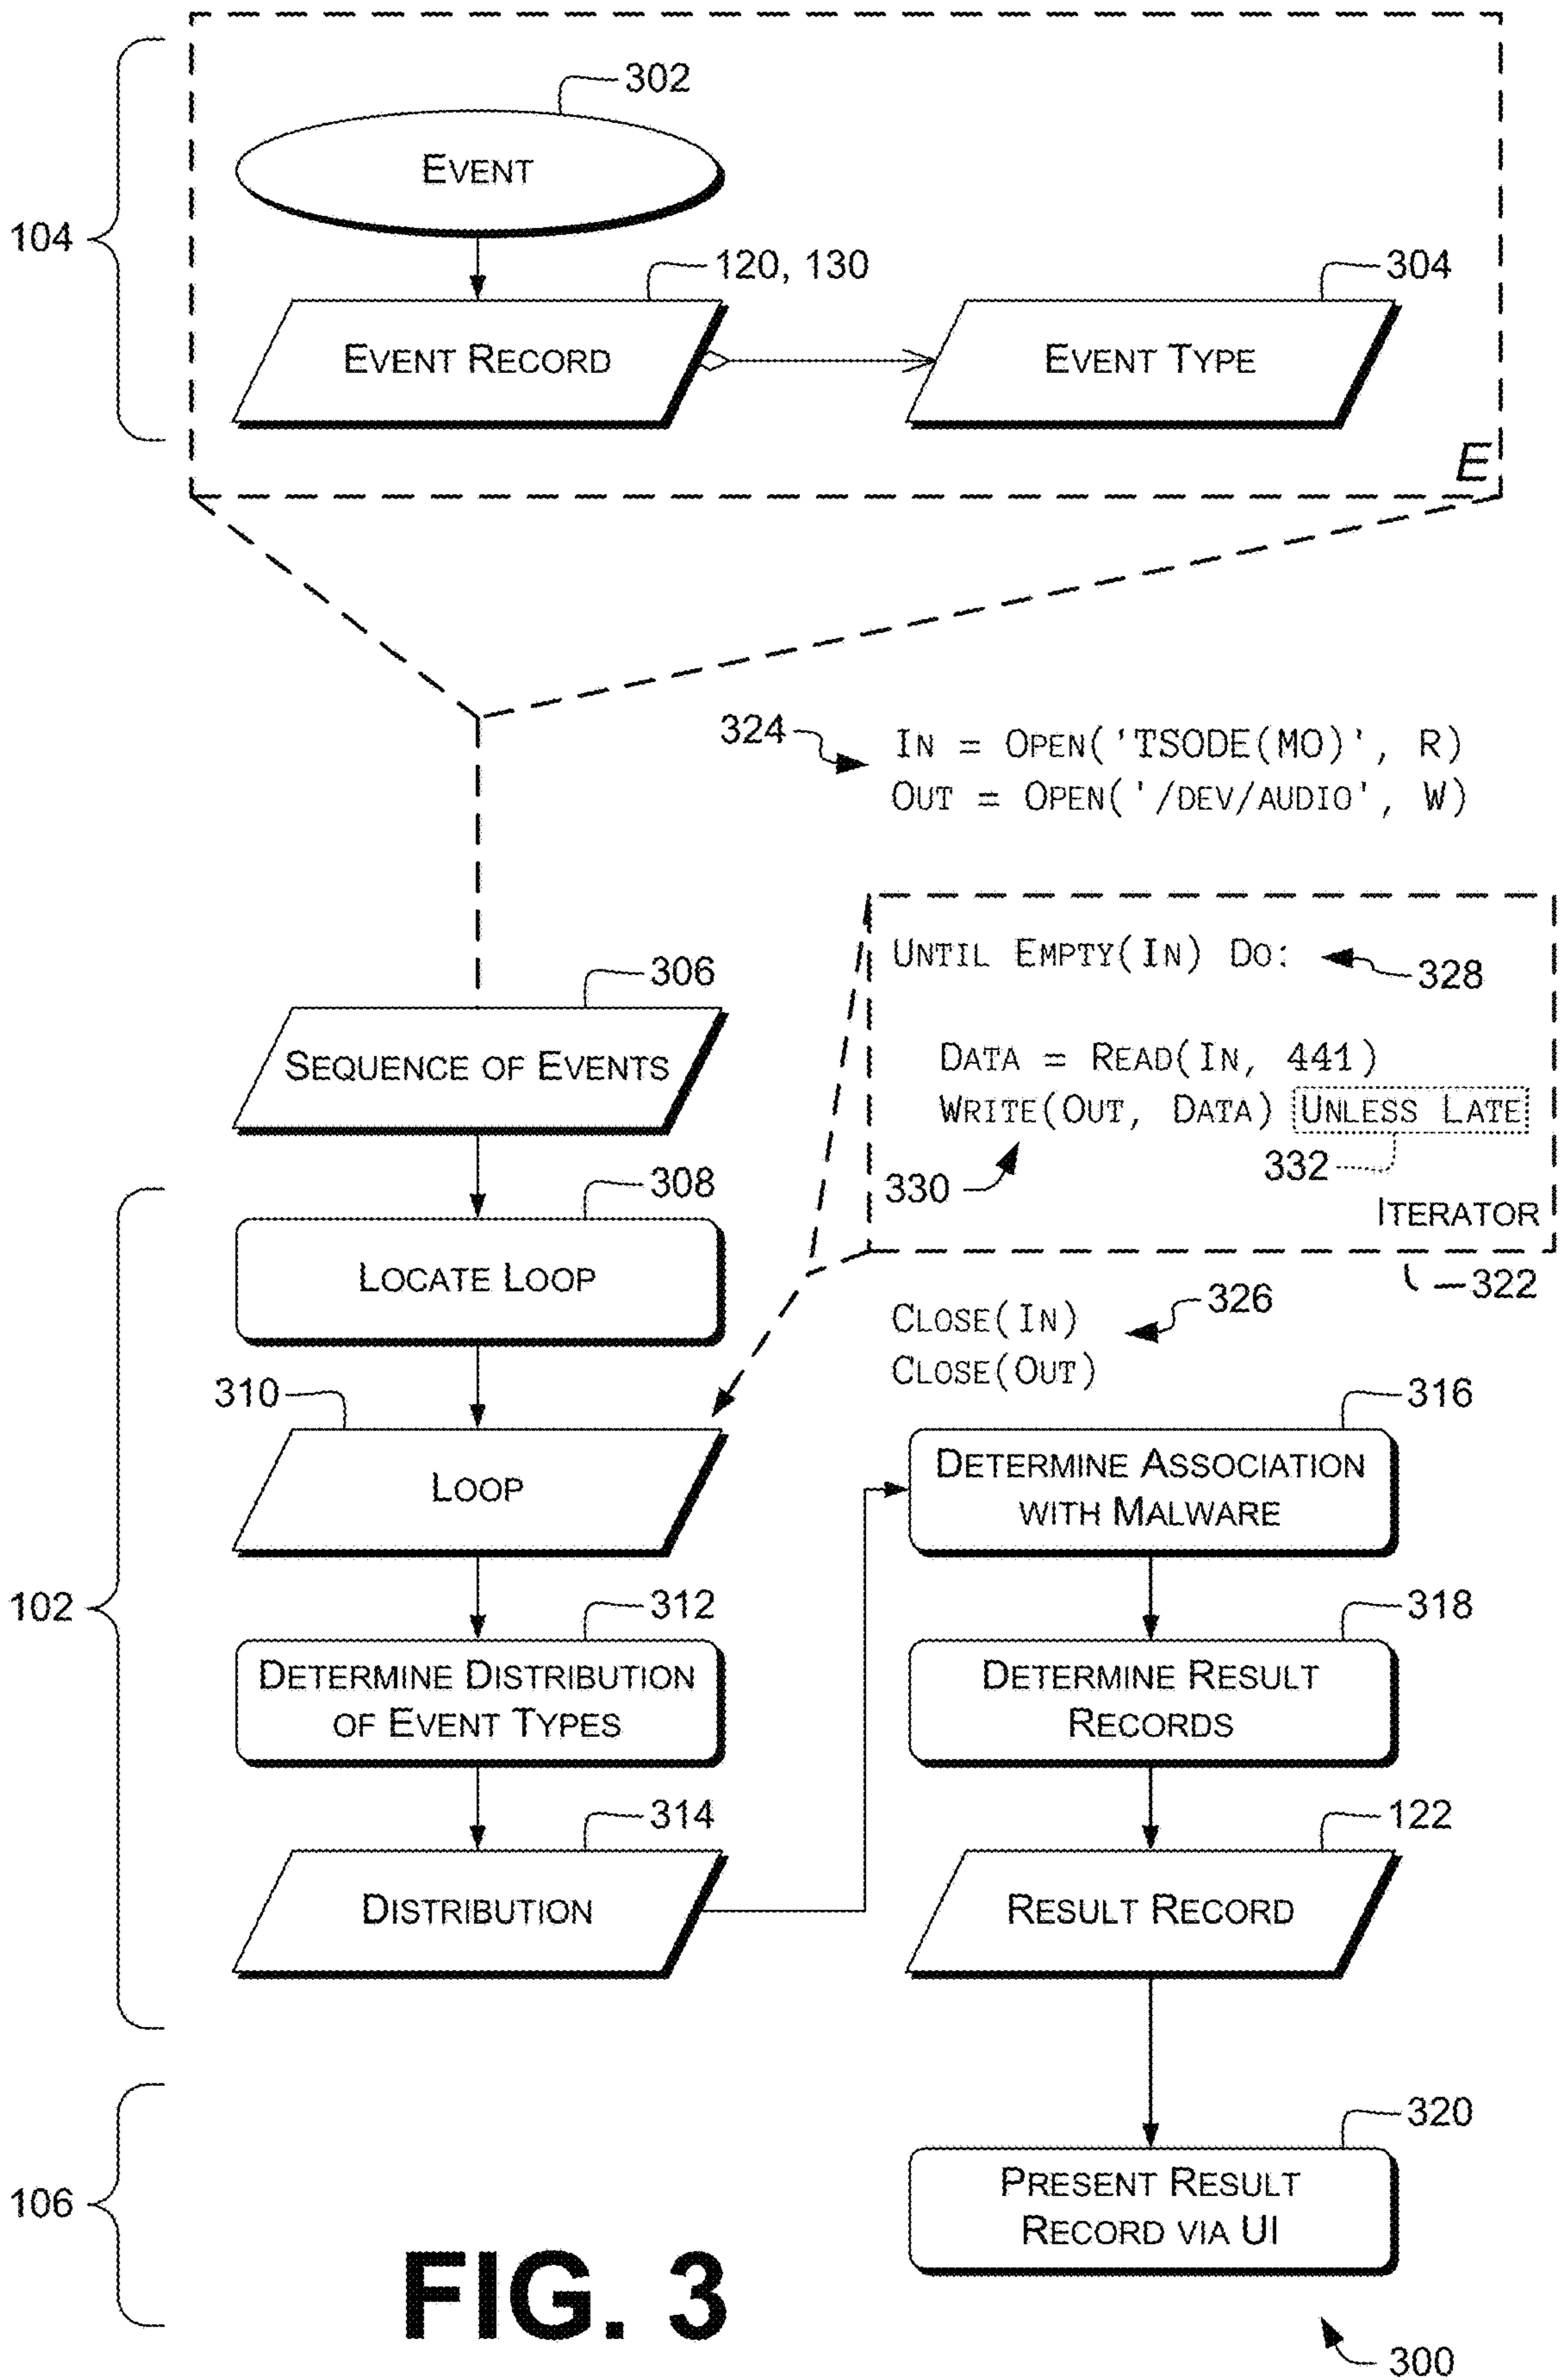 302
EVENT
104
120, 130
304
EVENT RECORD
EVENT TYPE
E
324
IN = OPEN('TSODE(MO)', R)
OUT = OPEN('/DEV/AUDIO', W)
UNTIL EMPTY(IN) DO:
328
306
SEQUENCE OF EVENTS
DATA = READ(IN, 441)
WRITE(OUT, DATA) UNLESS LATE
332
330
308
ITERATOR
LOCATE LOOP
322
326
CLOSE(IN)
CLOSE(OUT)
310
316
LOOP
DETERMINE ASSOCIATION
WITH MALWARE
102
312
318
DETERMINE DISTRIBUTION
OF EVENT TYPES
DETERMINE RESULT
RECORDS
314
122
DISTRIBUTION
RESULT RECORD
320
106
PRESENT RESULT
RECORD VIA UI
FIG. 3
300